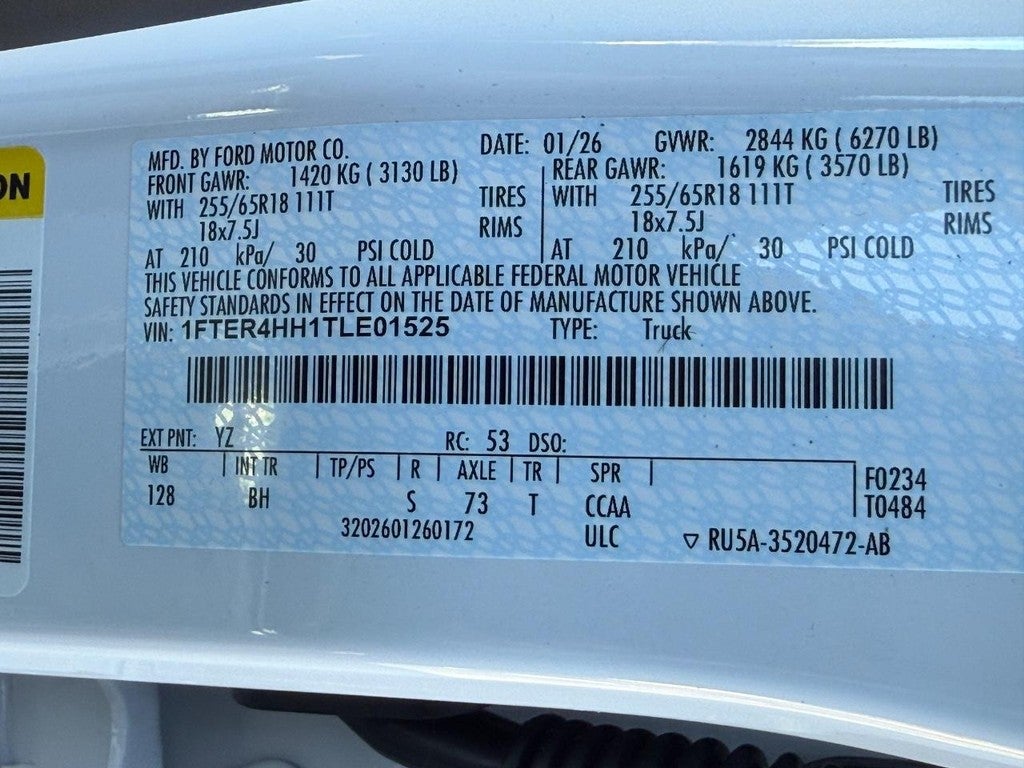 ON
MFD. BY FORD MOTOR CO. DATE: 01/26 GVWR: 2844 KG ( 6270 LB)
FRONT GAWR: 1420 KG ( 3130 LB) REAR GAWR: 1619 KG ( 3570 LB)
WITH 255/65R18 111T TIRES WITH 255/65R18 111T TIRES
18x7.5J RIMS 18x7.5J RIMS
AT 210 kPa/ 30 PSI COLD AT 210 kPa/ 30 PSI COLD
THIS VEHICLE CONFORMS TO ALL APPLICABLE FEDERAL MOTOR VEHICLE
SAFETY STANDARDS IN EFFECT ON THE DATE OF MANUFACTURE SHOWN ABOVE.
VIN: 1FTER4HH1TLE01525 TYPE: Truck
EXT PNT: YZ RC: 53 DSO:
WB INT TR TP/PS R AXLE TR SPR F0234
128 BH S 73 T CCAA T0484
3202601260172 ULC ▽ RU5A-3520472-AB